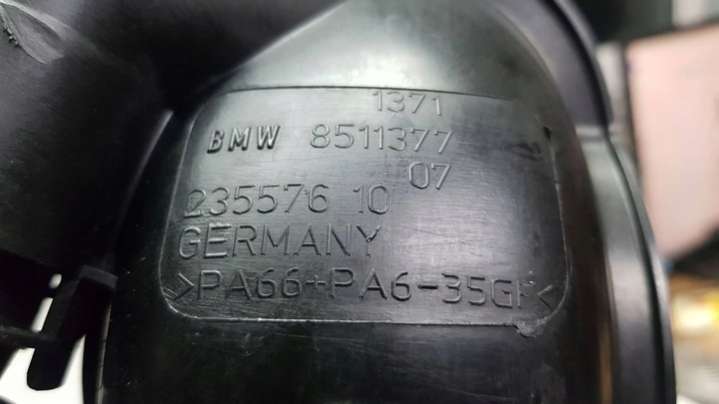 1371
BMW 8511377
07
235576 10
GERMANY
>PA66+PA6-35GF<